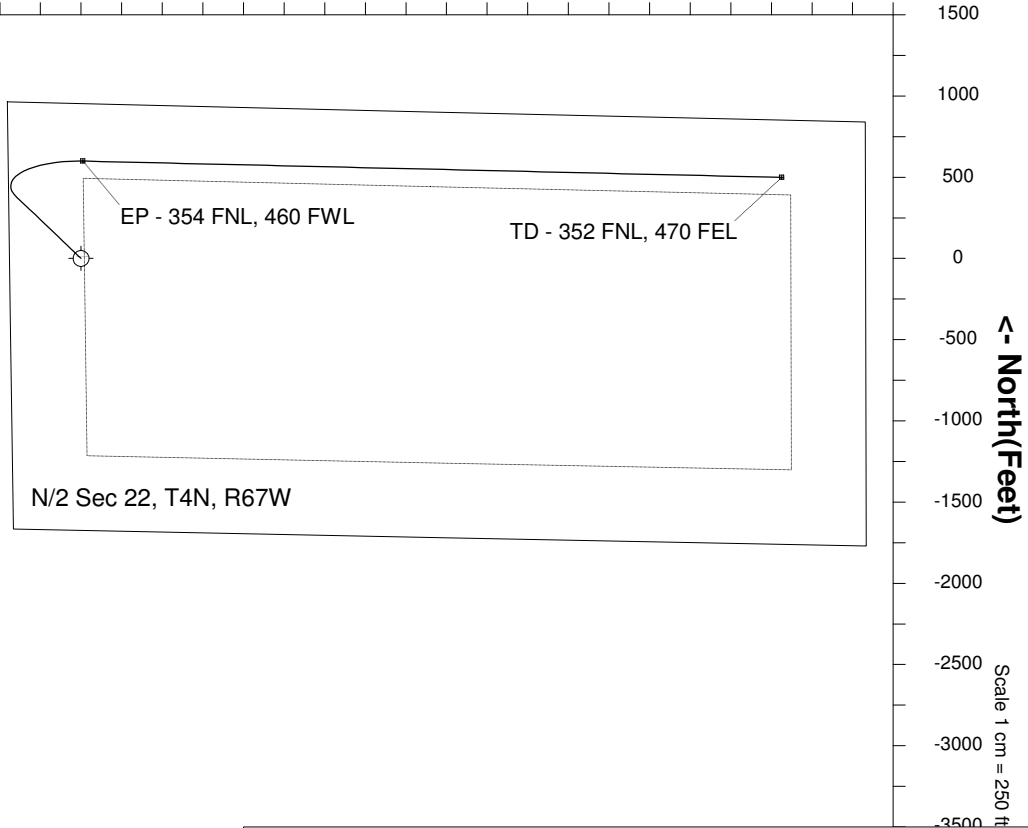 1500
1000
500
EP - 354 FNL, 460 FWL
TD - 352 FNL, 470 FEL
0
-500
-1000
<- North(Feet)
N/2 Sec 22, T4N, R67W
-1500
-2000
-2500
-3000
Scale 1 cm = 250 ft
-3500